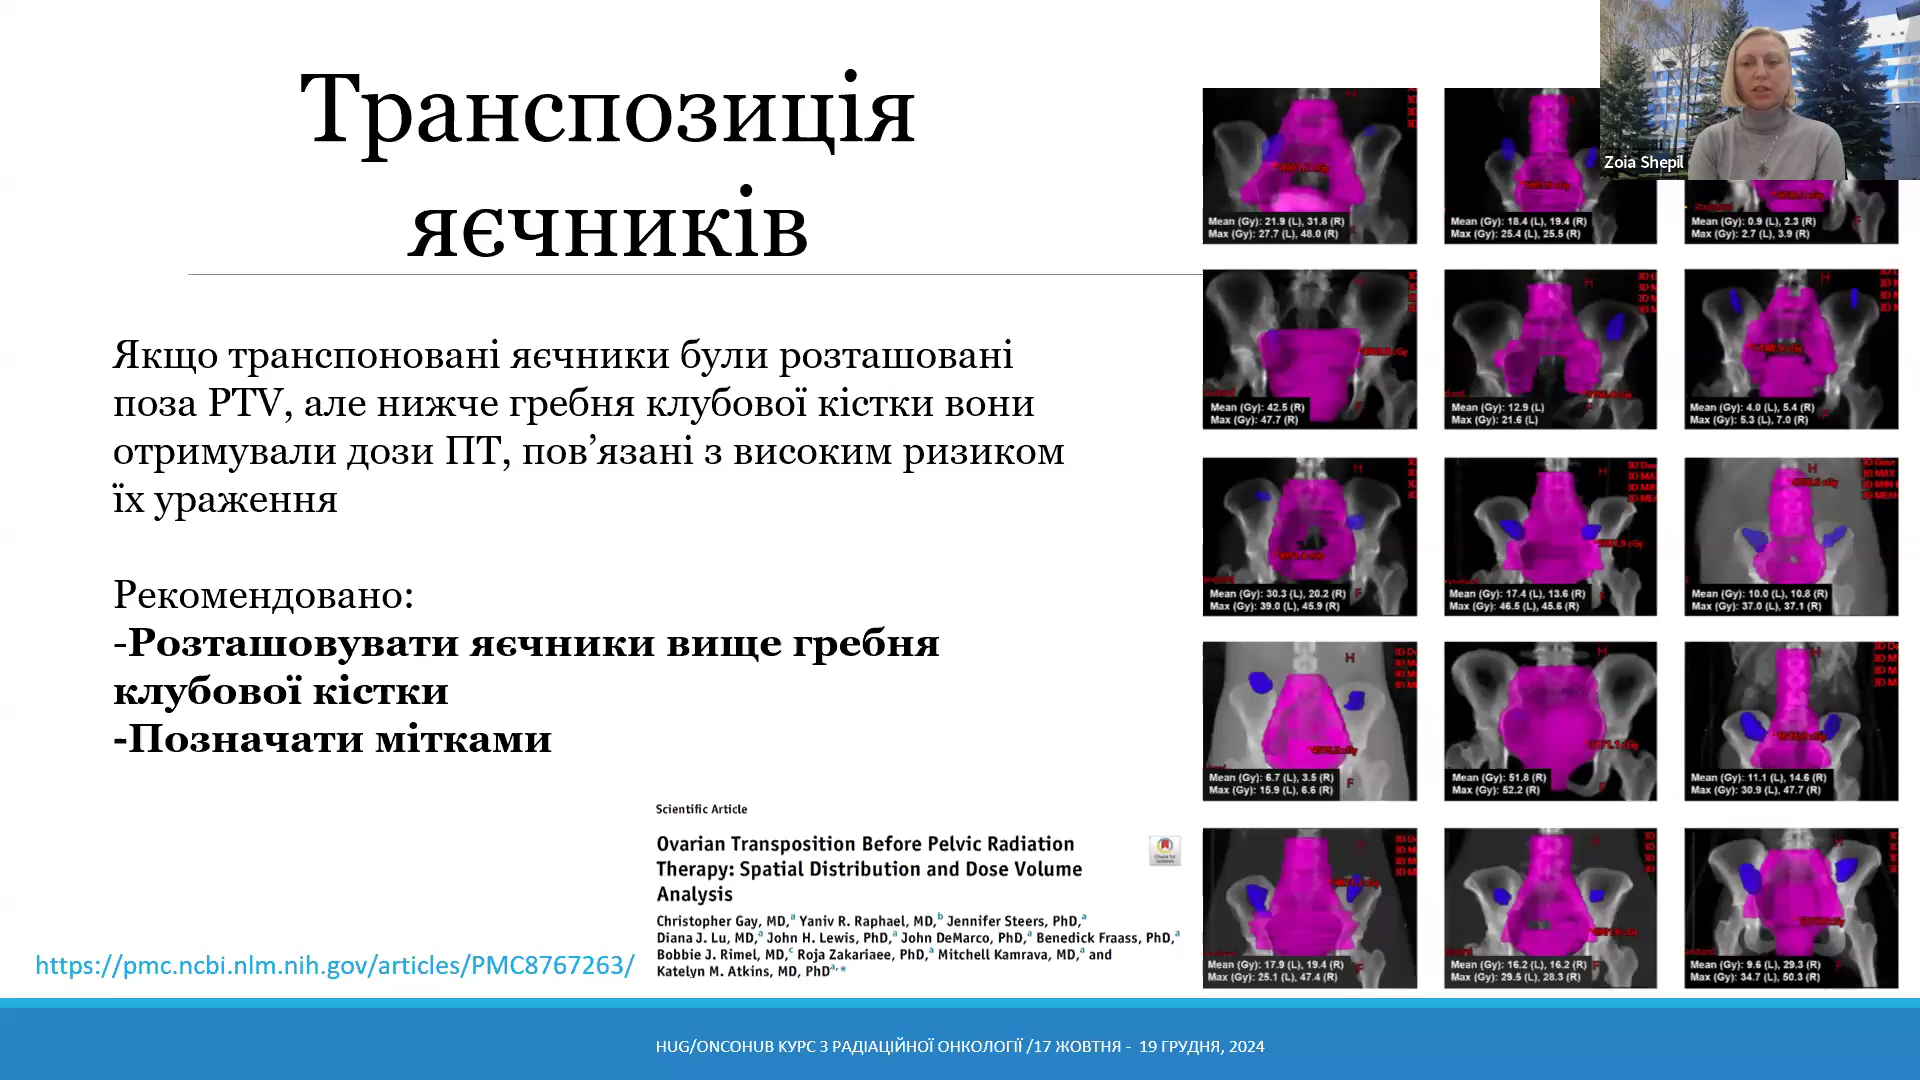 Транспозиція
яєчників
Zoia Shepil
Якщо транспоновані яєчники були розташовані
поза PTV, але нижче гребня клубової кістки вони
отримували дози ПТ, пов’язані з високим ризиком
їх ураження
Рекомендовано:
-Розташовувати яєчники вище гребня
клубової кістки
-Позначати мітками
Scientific Article
Ovarian Transposition Before Pelvic Radiation
Therapy: Spatial Distribution and Dose Volume
Analysis
Christopher Gay, MD,a Yaniv R. Raphael, MD,b Jennifer Steers, PhD,a
Diana J. Lu, MD,a John H. Lewis, PhD,a John DeMarco, PhD,a Benedick Fraass, PhD,a
Bobbie J. Rimel, MD,c Roja Zakariaee, PhD,a Mitchell Kamrava, MD,a and
Katelyn M. Atkins, MD, PhDa,*
https://pmc.ncbi.nlm.nih.gov/articles/PMC8767263/
Mean (Gy): 21.9 (L), 31.8 (R)
Max (Gy): 27.7 (L), 48.0 (R)
Mean (Gy): 18.4 (L), 19.4 (R)
Max (Gy): 25.4 (L), 25.5 (R)
Mean (Gy): 0.9 (L), 2.3 (R)
Max (Gy): 2.7 (L), 3.9 (R)
Mean (Gy): 42.5 (R)
Max (Gy): 47.7 (R)
Mean (Gy): 12.9 (L)
Max (Gy): 21.6 (L)
Mean (Gy): 4.0 (L), 5.4 (R)
Max (Gy): 5.3 (L), 7.0 (R)
Mean (Gy): 30.3 (L), 20.2 (R)
Max (Gy): 39.0 (L), 45.9 (R)
Mean (Gy): 17.4 (L), 13.6 (R)
Max (Gy): 46.5 (L), 45.6 (R)
Mean (Gy): 10.0 (L), 10.8 (R)
Max (Gy): 37.0 (L), 37.1 (R)
Mean (Gy): 6.7 (L), 3.5 (R)
Max (Gy): 15.9 (L), 6.6 (R)
Mean (Gy): 51.8 (R)
Max (Gy): 52.2 (R)
Mean (Gy): 11.1 (L), 14.6 (R)
Max (Gy): 30.9 (L), 47.7 (R)
Mean (Gy): 17.9 (L), 19.4 (R)
Max (Gy): 25.1 (L), 47.4 (R)
Mean (Gy): 16.2 (L), 16.2 (R)
Max (Gy): 29.5 (L), 28.3 (R)
Mean (Gy): 9.6 (L), 29.3 (R)
Max (Gy): 34.7 (L), 50.3 (R)
HUG/ONCOHUB КУРС З РАДІАЦІЙНОЇ ОНКОЛОГІЇ /17 ЖОВТНЯ - 19 ГРУДНЯ, 2024